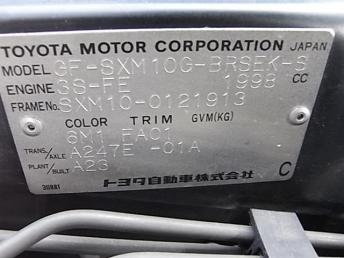 TOYOTA MOTOR CORPORATION JAPAN
MODEL GF-SXM10G-BRSEK-S
ENGINE 3S-FE 1998 CC
FRAME No. SXM10-0121913
COLOR TRIM GVM(KG)
6M1 FA01
TRANS./AXLE A247E -01A
PLANT/BUILT A23
30881 トヨタ自動車株式会社 C